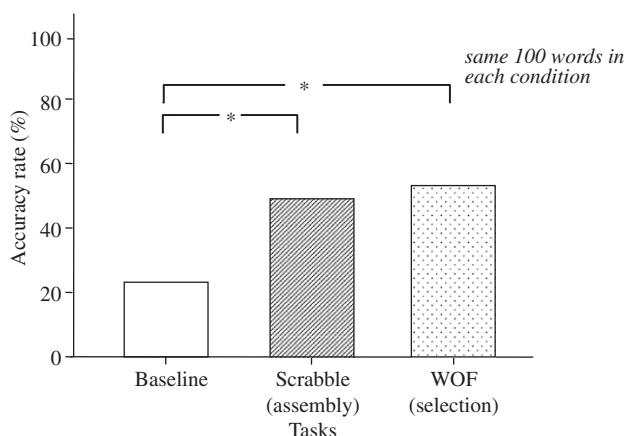 100
80
60
40
20
0
Accuracy rate (%)
same 100 words in
each condition
*
*
Baseline
Scrabble
(assembly)
WOF
(selection)
Tasks